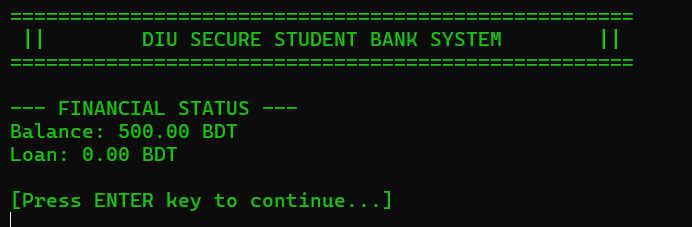 ====================================================
||        DIU SECURE STUDENT BANK SYSTEM        ||
====================================================
--- FINANCIAL STATUS ---
Balance: 500.00 BDT
Loan: 0.00 BDT
[Press ENTER key to continue...]